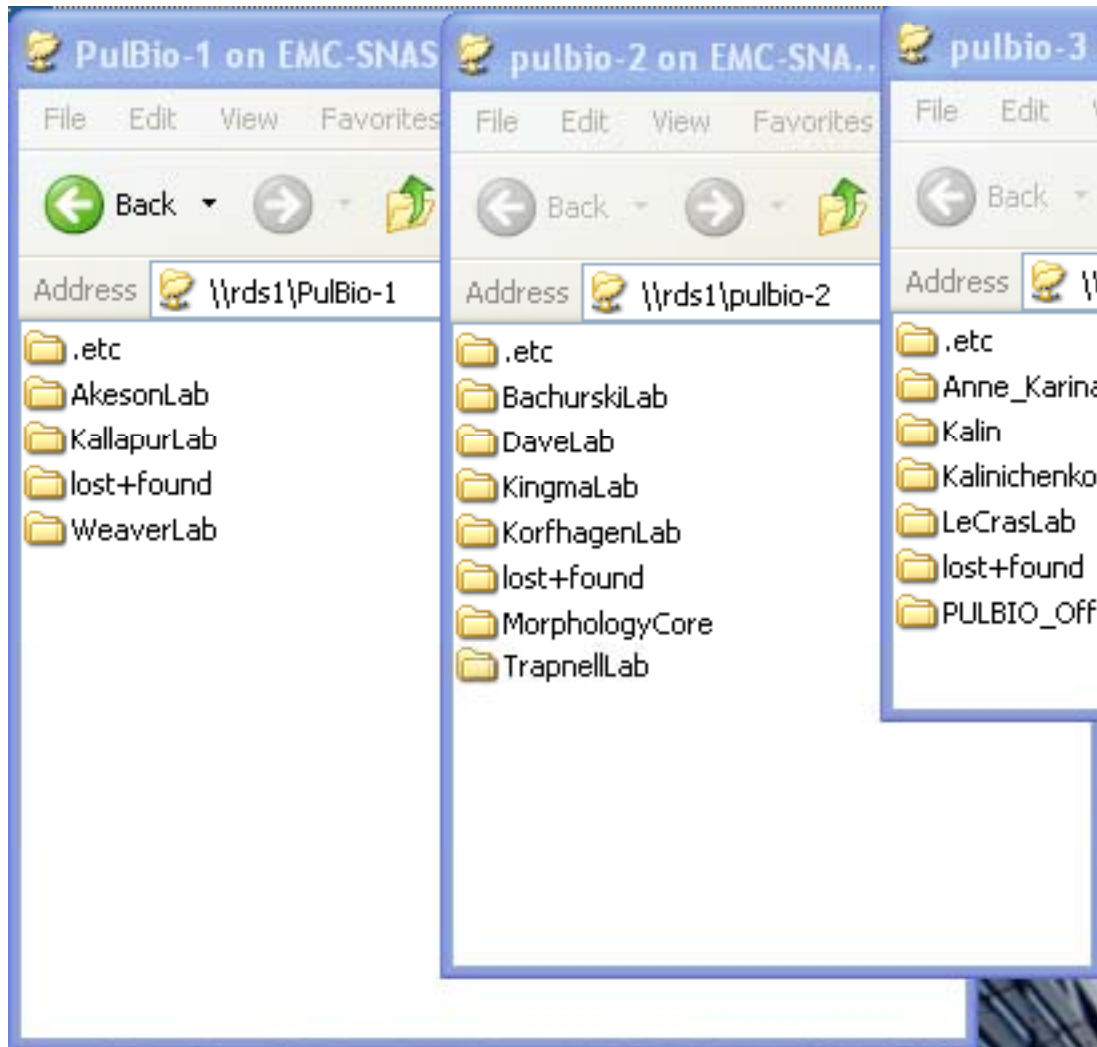 PulBio-1 on EMC-SNAS
File Edit View Favorites
Back
Address \\rds1\PulBio-1
.etc
AkesonLab
KallapurLab
lost+found
WeaverLab
pulbio-2 on EMC-SNA..
File Edit View Favorites
Back
Address \\rds1\pulbio-2
.etc
BachurskiLab
DaveLab
KingmaLab
KorfhagenLab
lost+found
MorphologyCore
TrapnellLab
pulbio-3
File Edit
Back
Address
.etc
Anne_Karina
Kalin
Kalinichenko
LeCrasLab
lost+found
PULBIO_Off